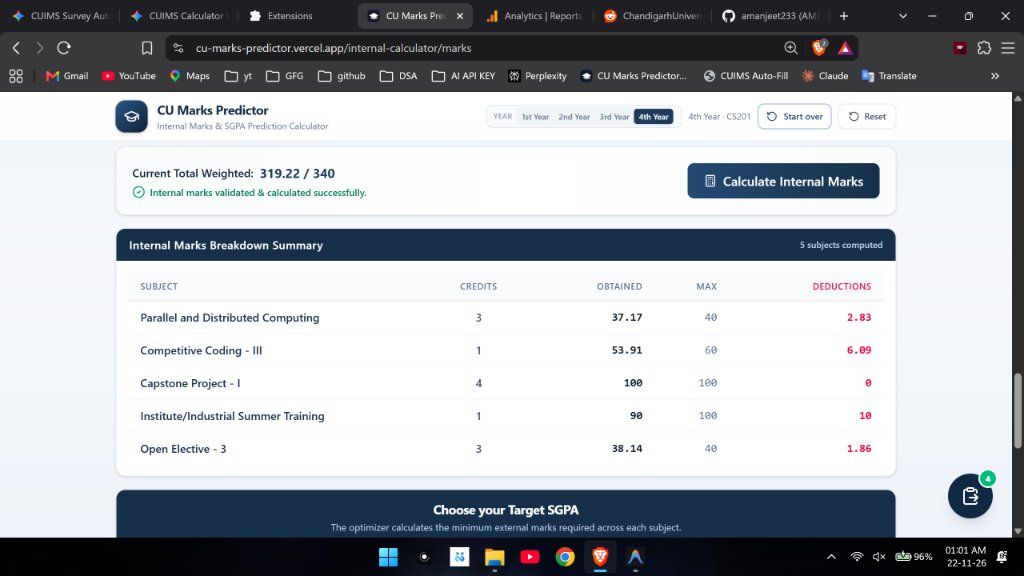 CUIMS Survey Aut
CUIMS Calculator
Extensions
CU Marks Pre
Analytics | Reports
ChandigarhUniver
amanjeet233 (AMA
cu-marks-predictor.vercel.app/internal-calculator/marks
2
Gmail
YouTube
Maps
yt
GFG
github
DSA
AI API KEY
Perplexity
CU Marks Predictor...
CUIMS Auto-Fill
Claude
Translate
CU Marks Predictor
Internal Marks & SGPA Prediction Calculator
YEAR 1st Year 2nd Year 3rd Year 4th Year
4th Year · CS201
Start over
Reset
Current Total Weighted: 319.22 / 340
Internal marks validated & calculated successfully.
Calculate Internal Marks
Internal Marks Breakdown Summary
5 subjects computed
SUBJECT CREDITS OBTAINED MAX DEDUCTIONS
Parallel and Distributed Computing 3 37.17 40 2.83
Competitive Coding - III 1 53.91 60 6.09
Capstone Project - I 4 100 100 0
Institute/Industrial Summer Training 1 90 100 10
Open Elective - 3 3 38.14 40 1.86
4
Choose your Target SGPA
The optimizer calculates the minimum external marks required across each subject.
96%
01:01 AM
22-11-26